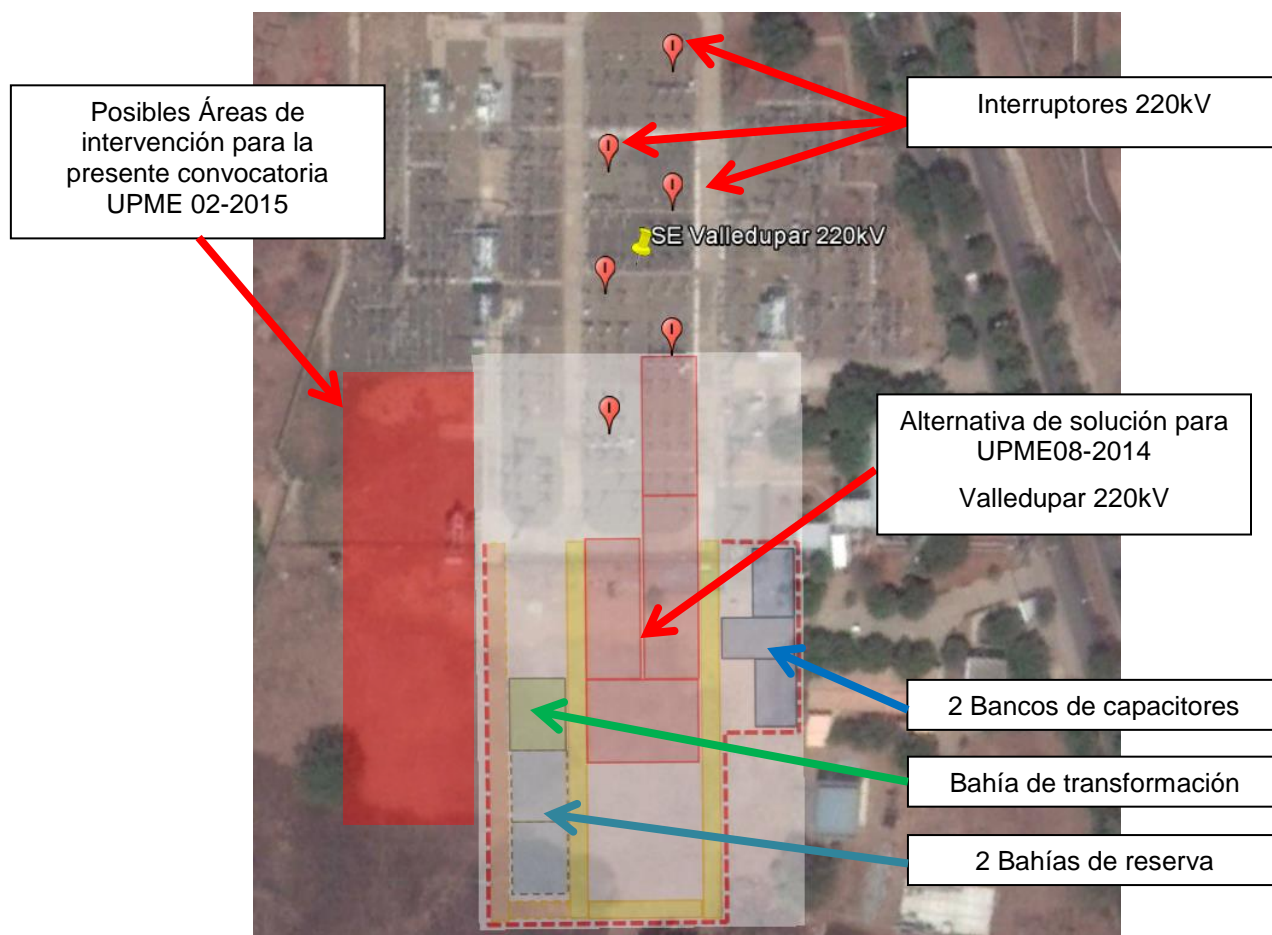 Posibles Áreas de
intervención para la
presente convocatoria
UPME 02-2015
Interruptores 220kV
SE Valledupar 220kV
Alternativa de solución para
UPME08-2014
Valledupar 220kV
2 Bancos de capacitores
Bahía de transformación
2 Bahías de reserva